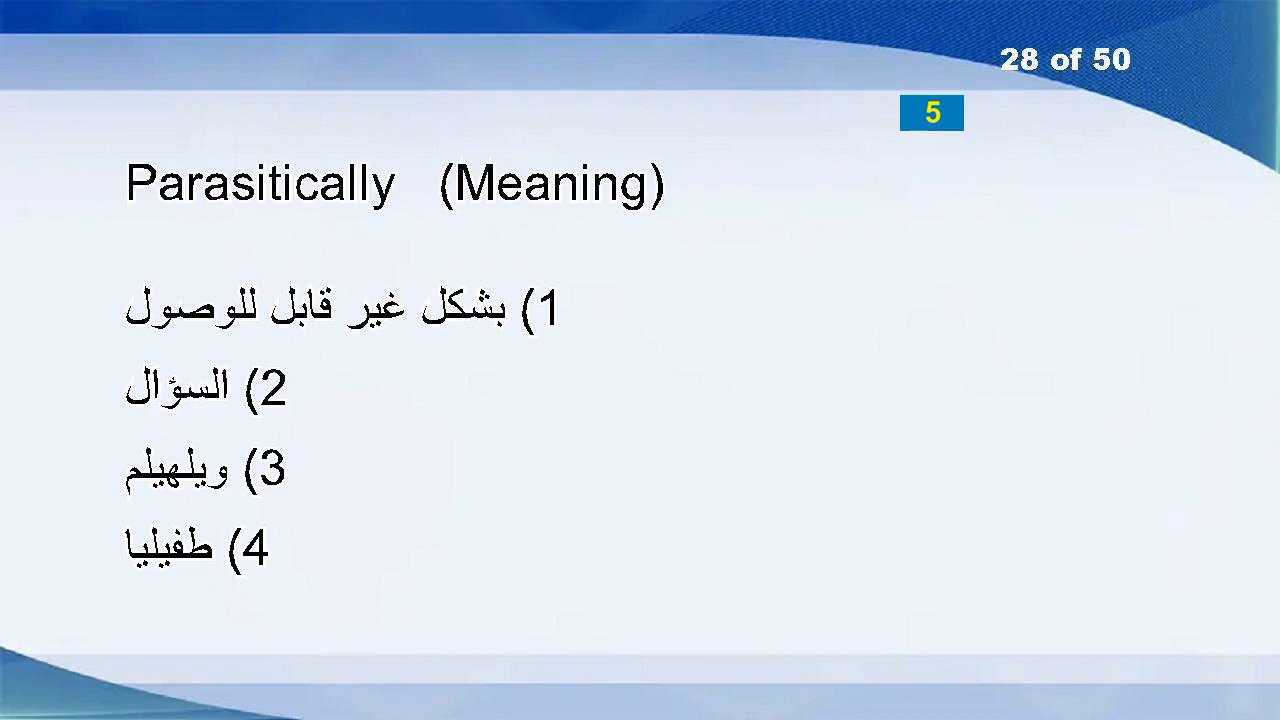 28 of 50
5
Parasitically (Meaning)
1) بشكل غير قابل للوصول
2) السؤال
3) ويلهيلم
4) طفيليا